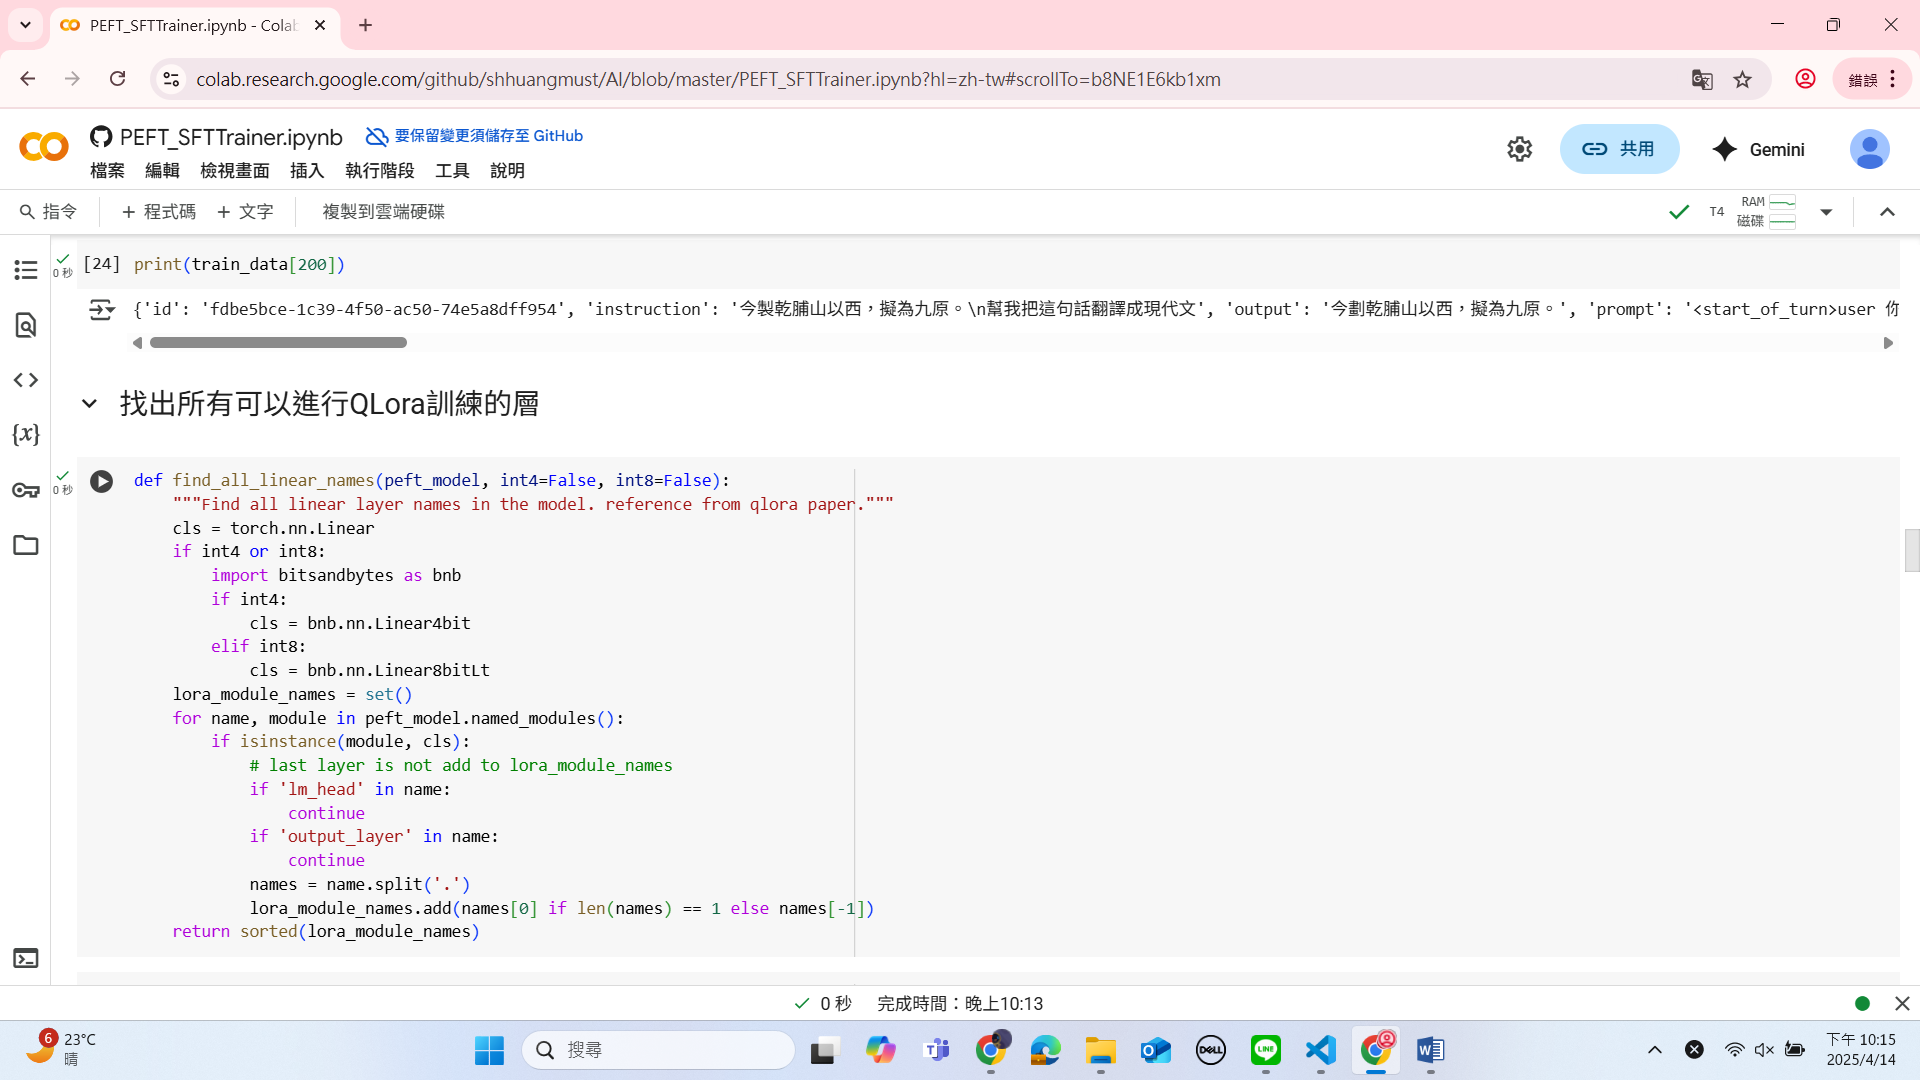 PEFT_SFTTrainer.ipynb - Colab
colab.research.google.com/github/shhuangmust/AI/blob/master/PEFT_SFTTrainer.ipynb?hl=zh-tw#scrollTo=b8NE1E6kb1xm
錯誤
PEFT_SFTTrainer.ipynb
要保留變更須儲存至 GitHub
檔案 編輯 檢視畫面 插入 執行階段 工具 說明
共用
Gemini
指令
+ 程式碼 + 文字
複製到雲端硬碟
T4
RAM
磁碟
0 秒
[24] print(train_data[200])
{'id': 'fdbe5bce-1c39-4f50-ac50-74e5a8dff954', 'instruction': '今製乾脯山以西，擬為九原。\n幫我把這句話翻譯成現代文', 'output': '今劃乾脯山以西，擬為九原。', 'prompt': '<start_of_turn>user 你
找出所有可以進行QLora訓練的層
0 秒
def find_all_linear_names(peft_model, int4=False, int8=False):
"""Find all linear layer names in the model. reference from qlora paper."""
cls = torch.nn.Linear
if int4 or int8:
import bitsandbytes as bnb
if int4:
cls = bnb.nn.Linear4bit
elif int8:
cls = bnb.nn.Linear8bitLt
lora_module_names = set()
for name, module in peft_model.named_modules():
if isinstance(module, cls):
# last layer is not add to lora_module_names
if 'lm_head' in name:
continue
if 'output_layer' in name:
continue
names = name.split('.')
lora_module_names.add(names[0] if len(names) == 1 else names[-1])
return sorted(lora_module_names)
0 秒 完成時間：晚上10:13
6
23°C
晴
搜尋
DELL
LINE
下午 10:15
2025/4/14